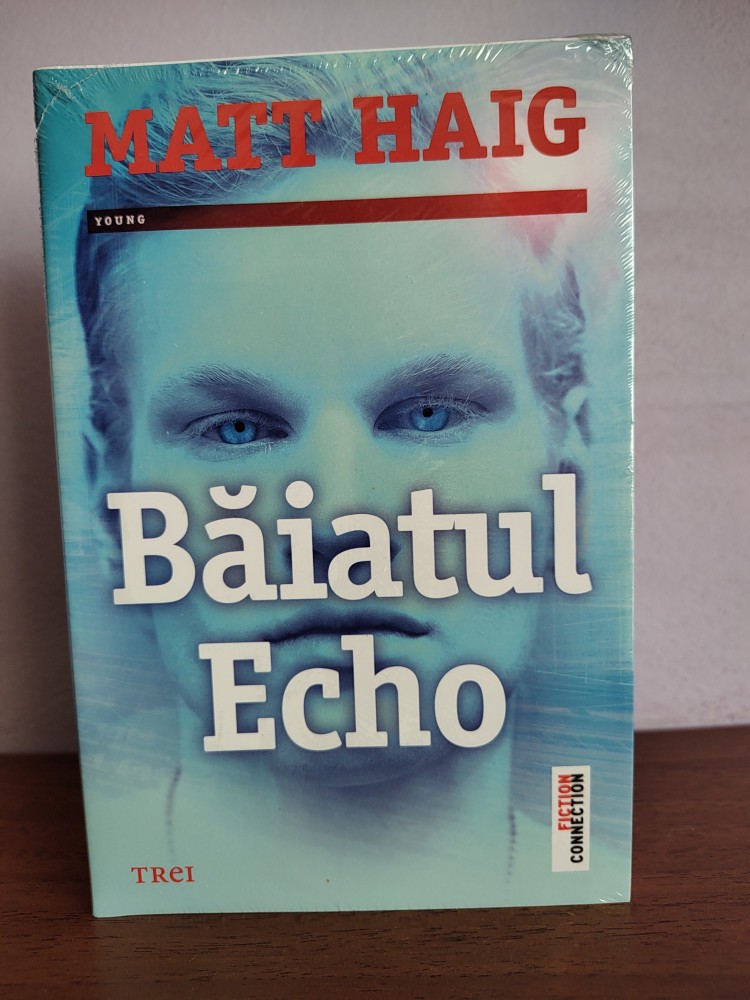 MATT HAIG
YOUNG
Băiatul
Echo
FICTION
CONNECTION
TREI